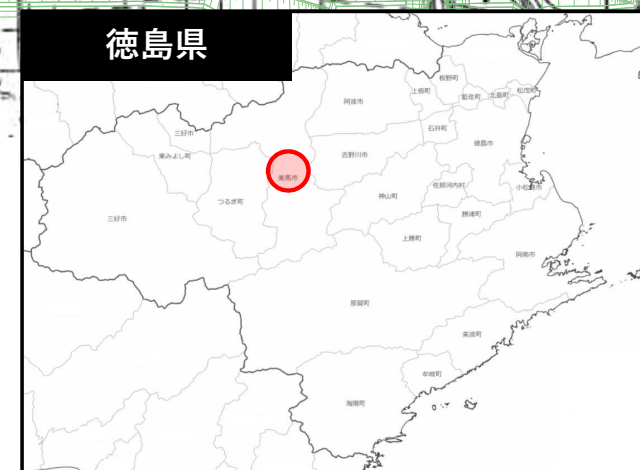 徳島県
板野町
上板町
藍住町
北島町
松茂町
阿波市
石井町
三好市
徳島市
東みよし町
吉野川市
美馬市
佐那河内村
小松島市
神山町
つるぎ町
勝浦町
三好市
上勝町
阿南市
那賀町
美波町
牟岐町
海陽町